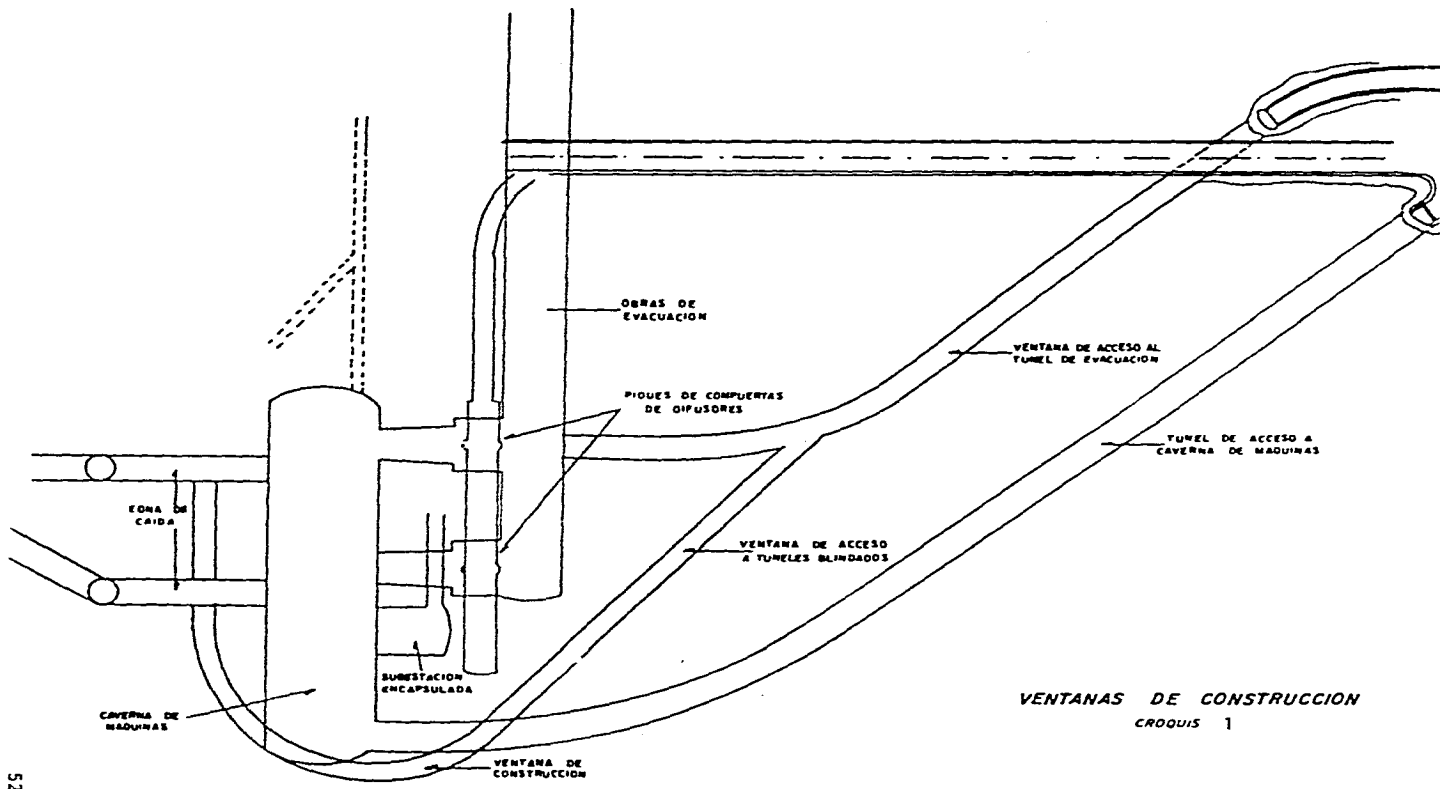 OBRAS DE
EVACUACION
VENTANA DE ACCESO AL
TUNEL DE EVACUACION
PIQUES DE COMPUERTAS
DE DIFUSORES
TUNEL DE ACCESO A
CAVERNA DE MAQUINAS
ZONA DE
CAIDA
VENTANA DE ACCESO
A TUNELES BLINDADOS
SUBESTACION
ENCAPSULADA
CAVERNA DE
MAQUINAS
VENTANA DE
CONSTRUCCION
VENTANAS DE CONSTRUCCION
CROQUIS 1
52